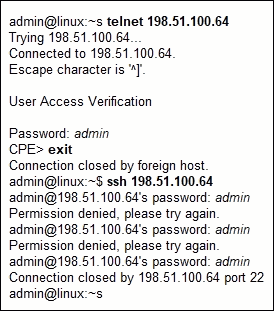 admin@linux:~s telnet 198.51.100.64
Trying 198.51.100.64...
Connected to 198.51.100.64.
Escape character is '^]'.
User Access Verification
Password: admin
CPE> exit
Connection closed by foreign host.
admin@linux:~$ ssh 198.51.100.64
admin@198.51.100.64's password: admin
Permission denied, please try again.
admin@198.51.100.64's password: admin
Permission denied, please try again.
admin@198.51.100.64's password: admin
Connection closed by 198.51.100.64 port 22
admin@linux:~s